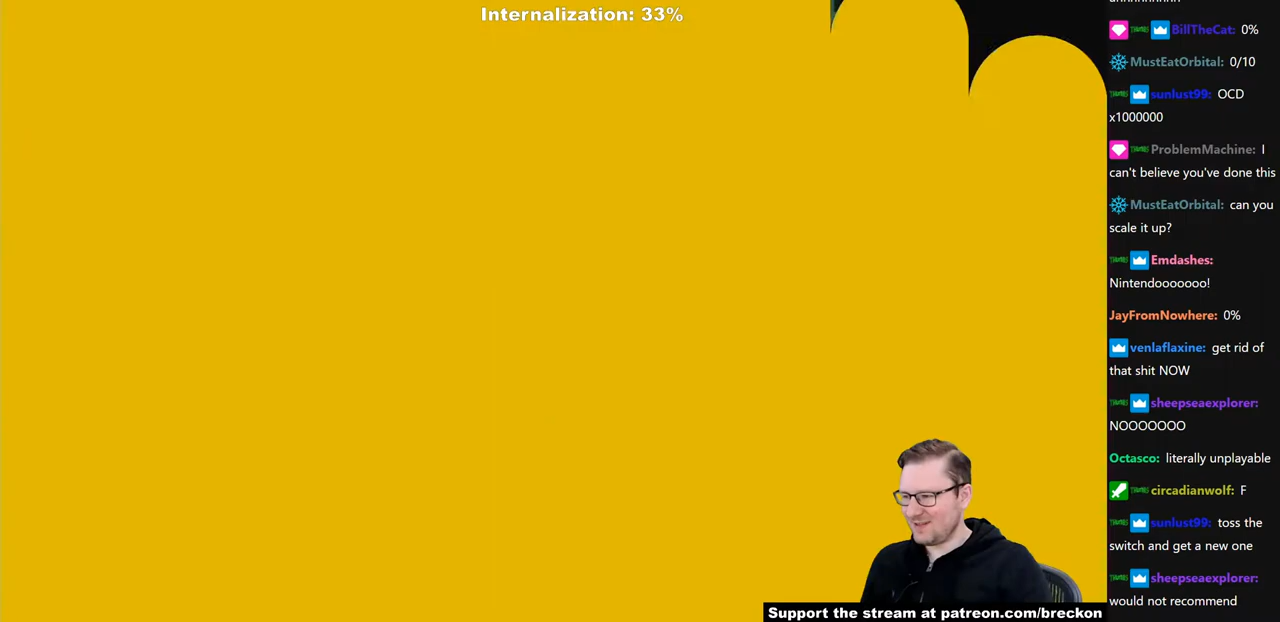 Internalization: 33%
BillTheCat: 0%
MustEatOrbital: 0/10
sunlust99: OCD
x1000000
ProblemMachine: I
can't believe you've done this
MustEatOrbital: can you
scale it up?
Emdashes:
Nintendooooooo!
JayFromNowhere: 0%
venlaflaxine: get rid of
that shit NOW
sheepseaexplorer:
NOOOOOOO
Octasco: literally unplayable
circadianwolf: F
sunlust99: toss the
switch and get a new one
sheepseaexplorer:
would not recommend
Support the stream at patreon.com/breckon